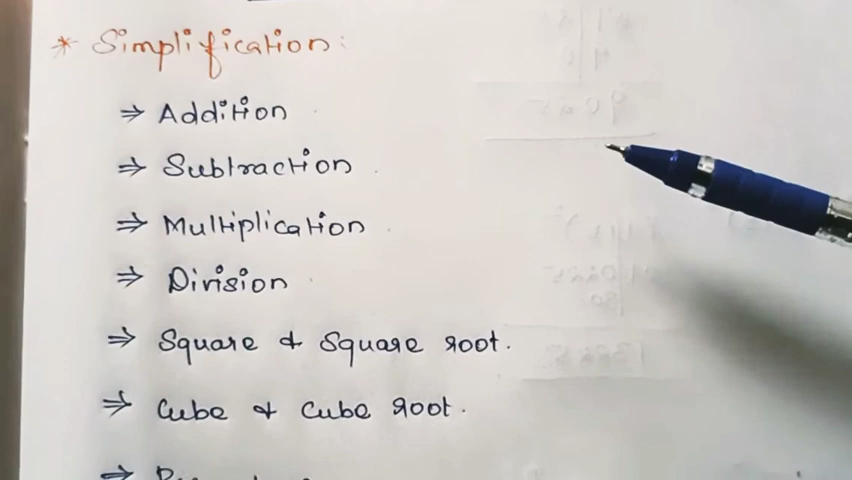 * Simplification:
⇒ Addition
⇒ Subtraction
⇒ Multiplication
⇒ Division
⇒ Square & Square root.
⇒ Cube & Cube root.